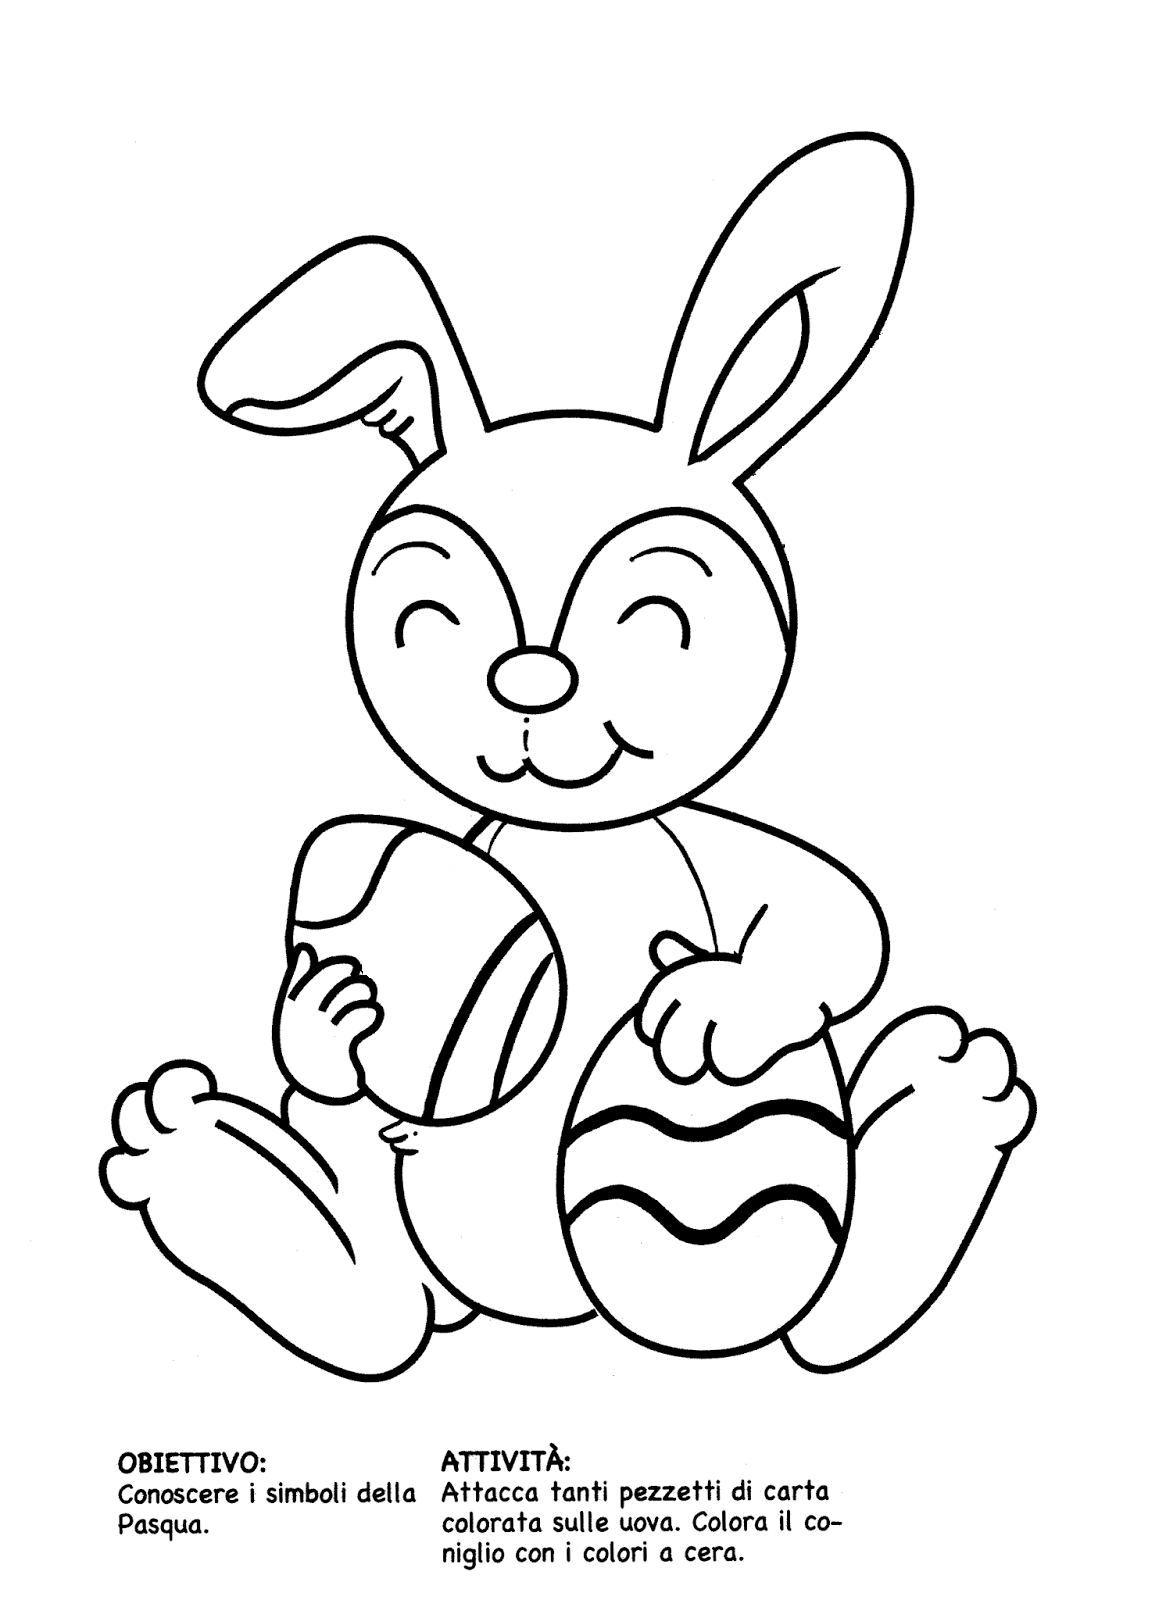 OBIETTIVO:
Conoscere i simboli della
Pasqua.
ATTIVITÀ:
Attacca tanti pezzetti di carta
colorata sulle uova. Colora il co-
niglio con i colori a cera.